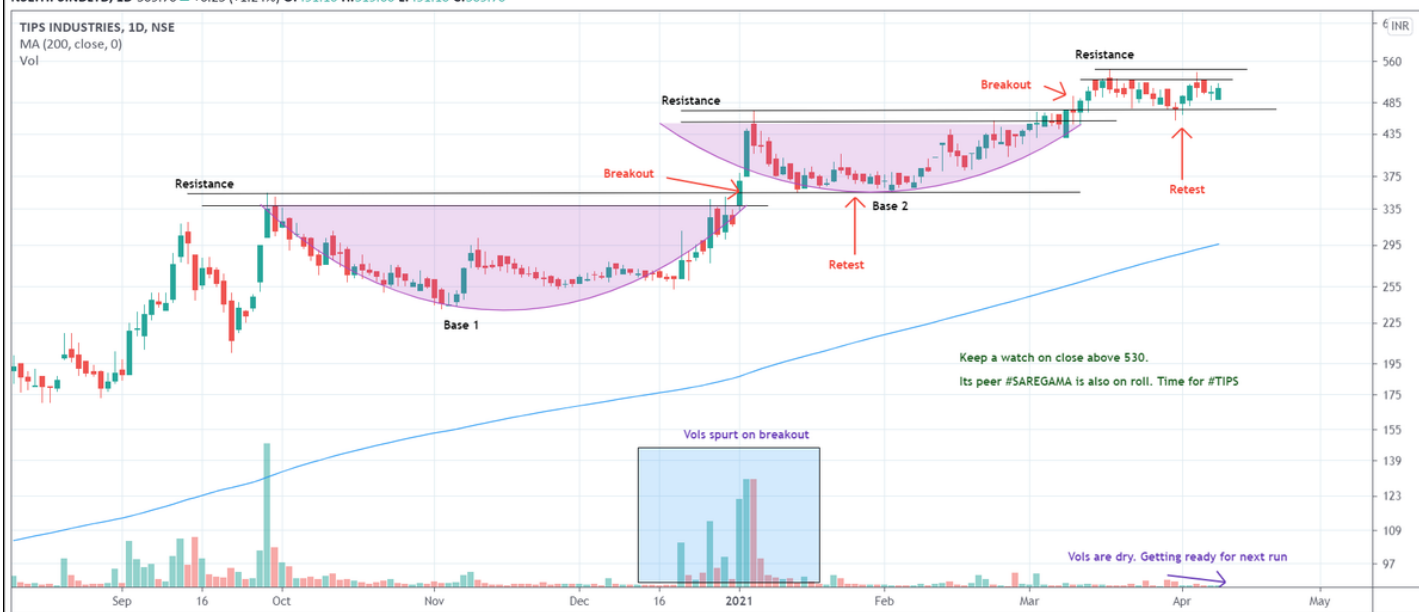 TIPS INDUSTRIES, 1D, NSE
MA (200, close, 0)
Vol
INR
Resistance
560
Breakout
Resistance
485
435
Breakout
375
Resistance
Retest
Base 2
335
295
Retest
255
Base 1
225
Keep a watch on close above 530.
195
Its peer #SAREGAMA is also on roll. Time for #TIPS
175
Vols spurt on breakout
155
139
123
109
Vols are dry. Getting ready for next run
97
Sep 16 Oct Nov Dec 16 2021 Feb Mar Apr May